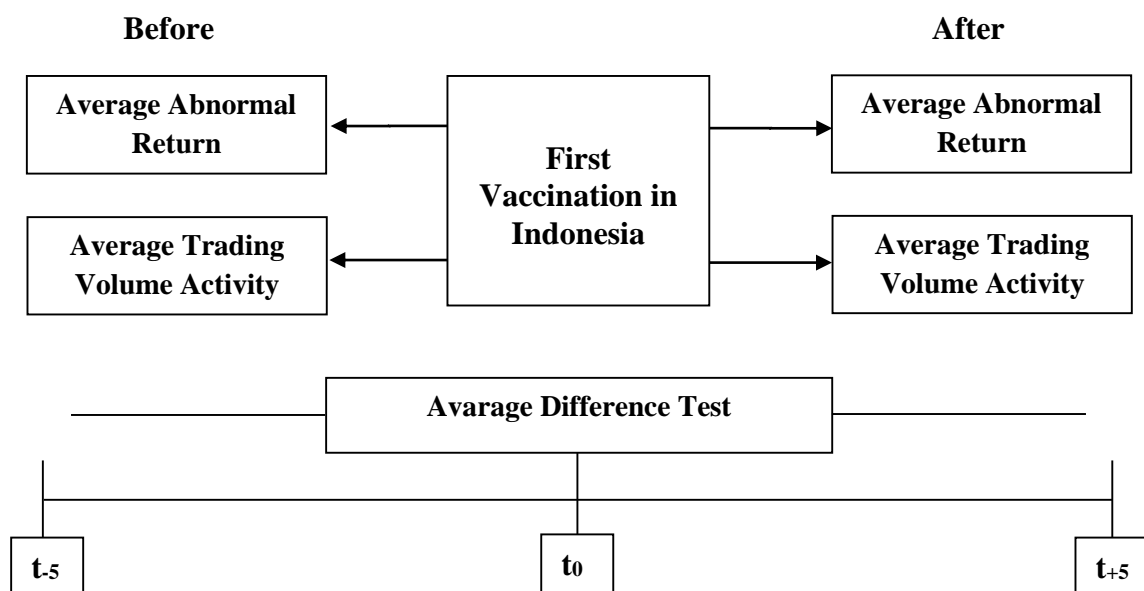 Before
After
Average Abnormal
Return
First
Vaccination in
Indonesia
Average Abnormal
Return
Average Trading
Volume Activity
Average Trading
Volume Activity
Avarage Difference Test
t-5
t0
t+5